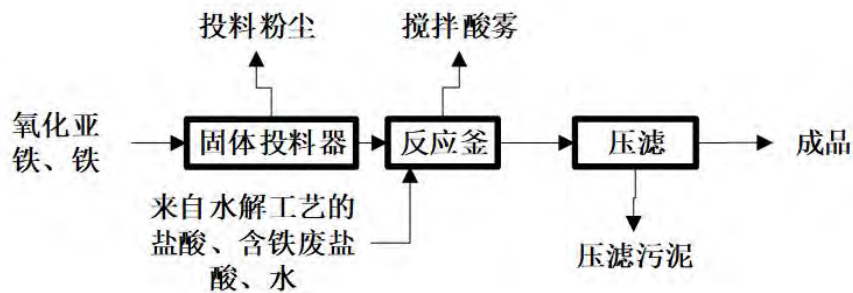 投料粉尘
搅拌酸雾
氧化亚
铁、铁
固体投料器
反应釜
压滤
成品
来自水解工艺的
盐酸、含铁废盐
酸、水
压滤污泥